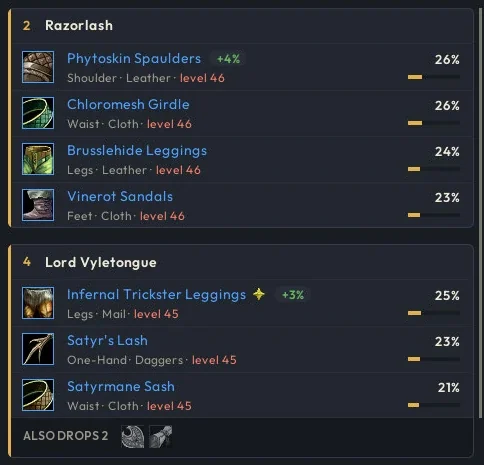 2 Razorlash
Phytoskin Spaulders +4% 26%
Shoulder · Leather · level 46
Chloromesh Girdle 26%
Waist · Cloth · level 46
Brusslehide Leggings 24%
Legs · Leather · level 46
Vinerot Sandals 23%
Feet · Cloth · level 46
4 Lord Vyletongue
Infernal Trickster Leggings +3% 25%
Legs · Mail · level 45
Satyr's Lash 23%
One-Hand · Daggers · level 45
Satyrmane Sash 21%
Waist · Cloth · level 45
ALSO DROPS 2